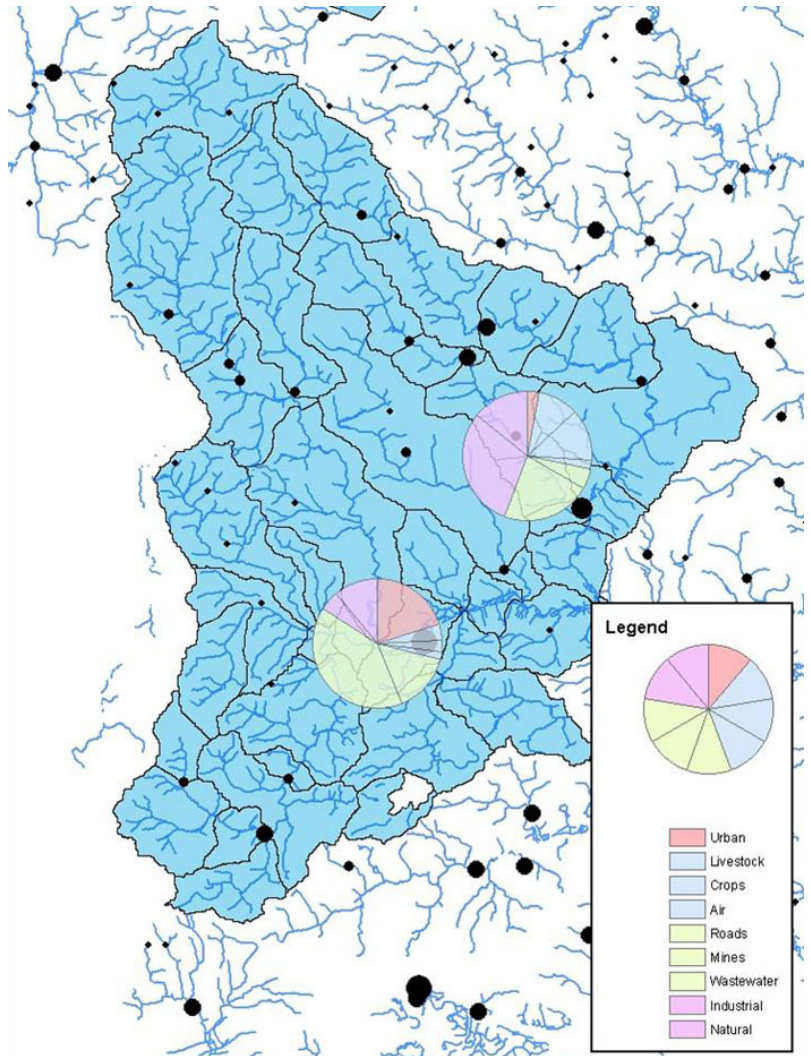 Legend
Urban
Livestock
Crops
Air
Roads
Mines
Wastewater
Industrial
Natural